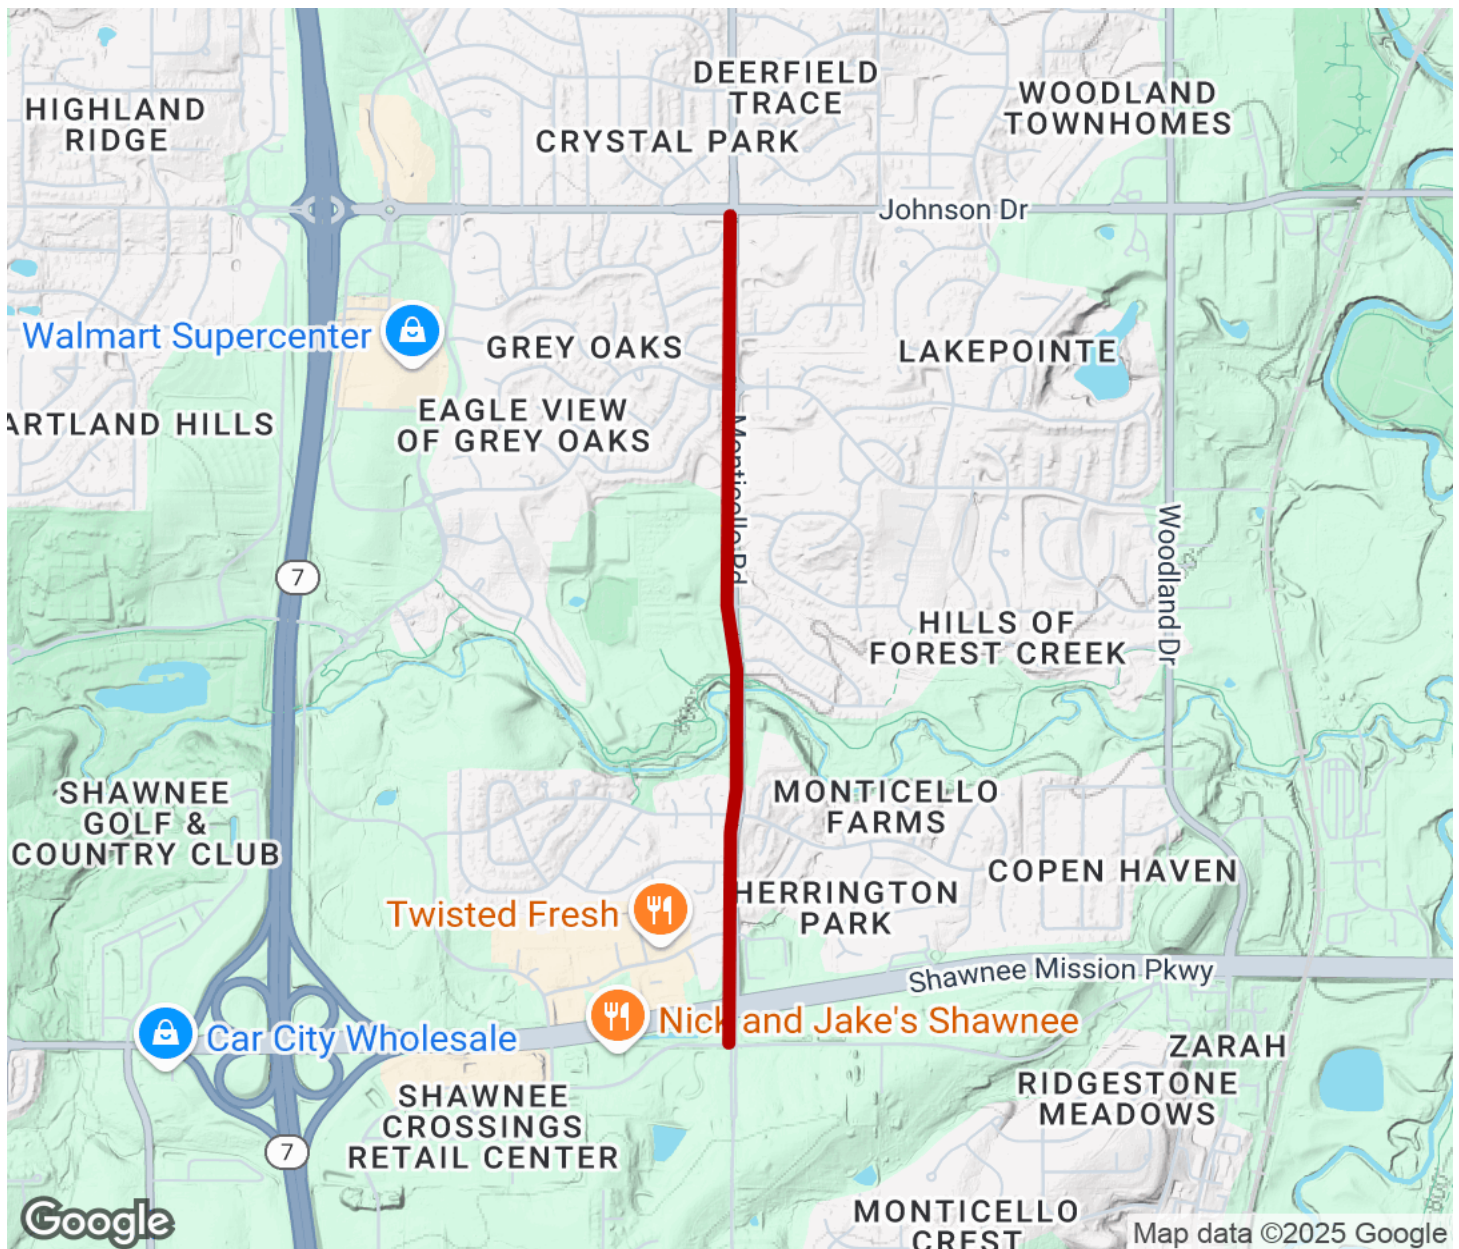 DEERFIELD
TRACE
WOODLAND
TOWNHOMES
HIGHLAND
RIDGE
CRYSTAL PARK
Johnson Dr
Walmart Supercenter
GREY OAKS
LAKEPOINTE
ARTLAND HILLS
EAGLE VIEW
OF GREY OAKS
Monticello Rd
Woodland Dr
7
HILLS OF
FOREST CREEK
SHAWNEE
GOLF &
COUNTRY CLUB
MONTICELLO
FARMS
COPEN HAVEN
HERRINGTON
PARK
Twisted Fresh
Shawnee Mission Pkwy
Nick and Jake's Shawnee
Car City Wholesale
ZARAH
RIDGESTONE
MEADOWS
SHAWNEE
CROSSINGS
RETAIL CENTER
7
MONTICELLO
CREST
Google
Map data ©2025 Google